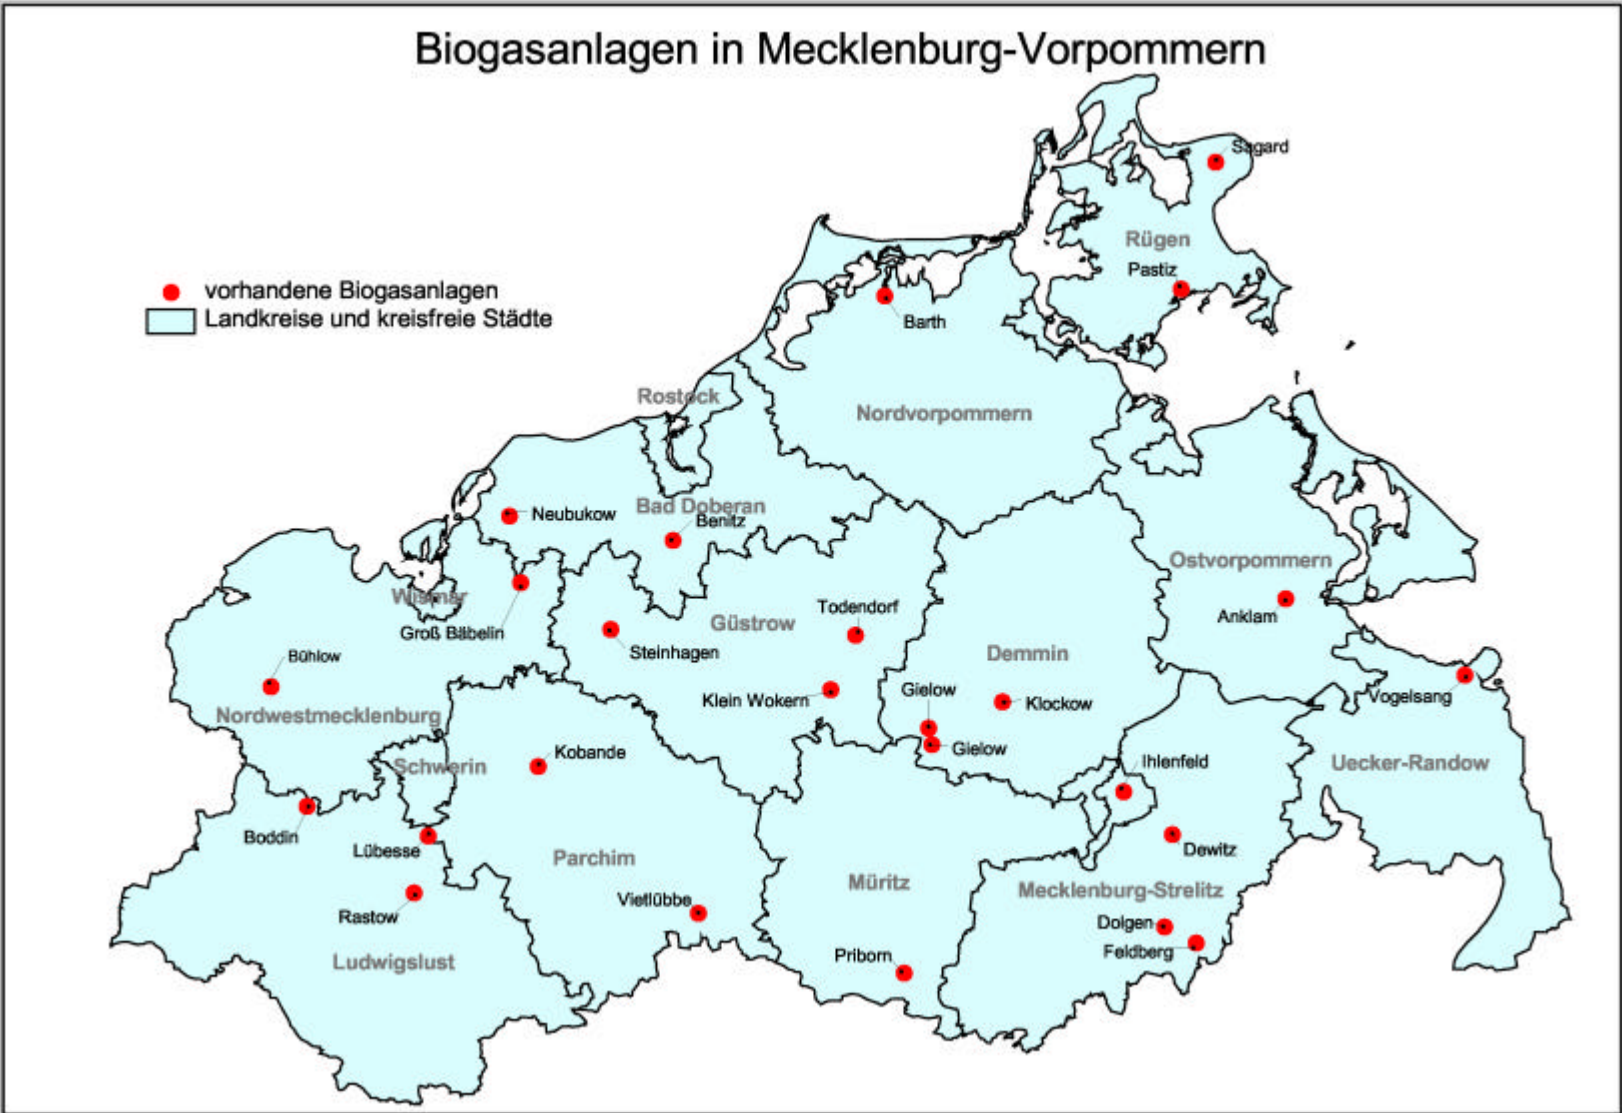 Biogasanlagen in Mecklenburg-Vorpommern
Sagard
Rügen
Pastiz
vorhandene Biogasanlagen
Landkreise und kreisfreie Städte
Barth
Rostock
Nordvorpommern
Bad Doberan
Neubukow
Benitz
Ostvorpommern
Wismar
Todendorf
Anklam
Güstrow
Groß Bäbelin
Steinhagen
Demmin
Bühlow
Gielow
Klein Wokern
Klockow
Vogelsang
Nordwestmecklenburg
Gielow
Kobande
Ihlenfeld
Uecker-Randow
Schwerin
Boddin
Lübesse
Dewitz
Parchim
Müritz
Mecklenburg-Strelitz
Vietlübbe
Rastow
Dolgen
Feldberg
Priborn
Ludwigslust